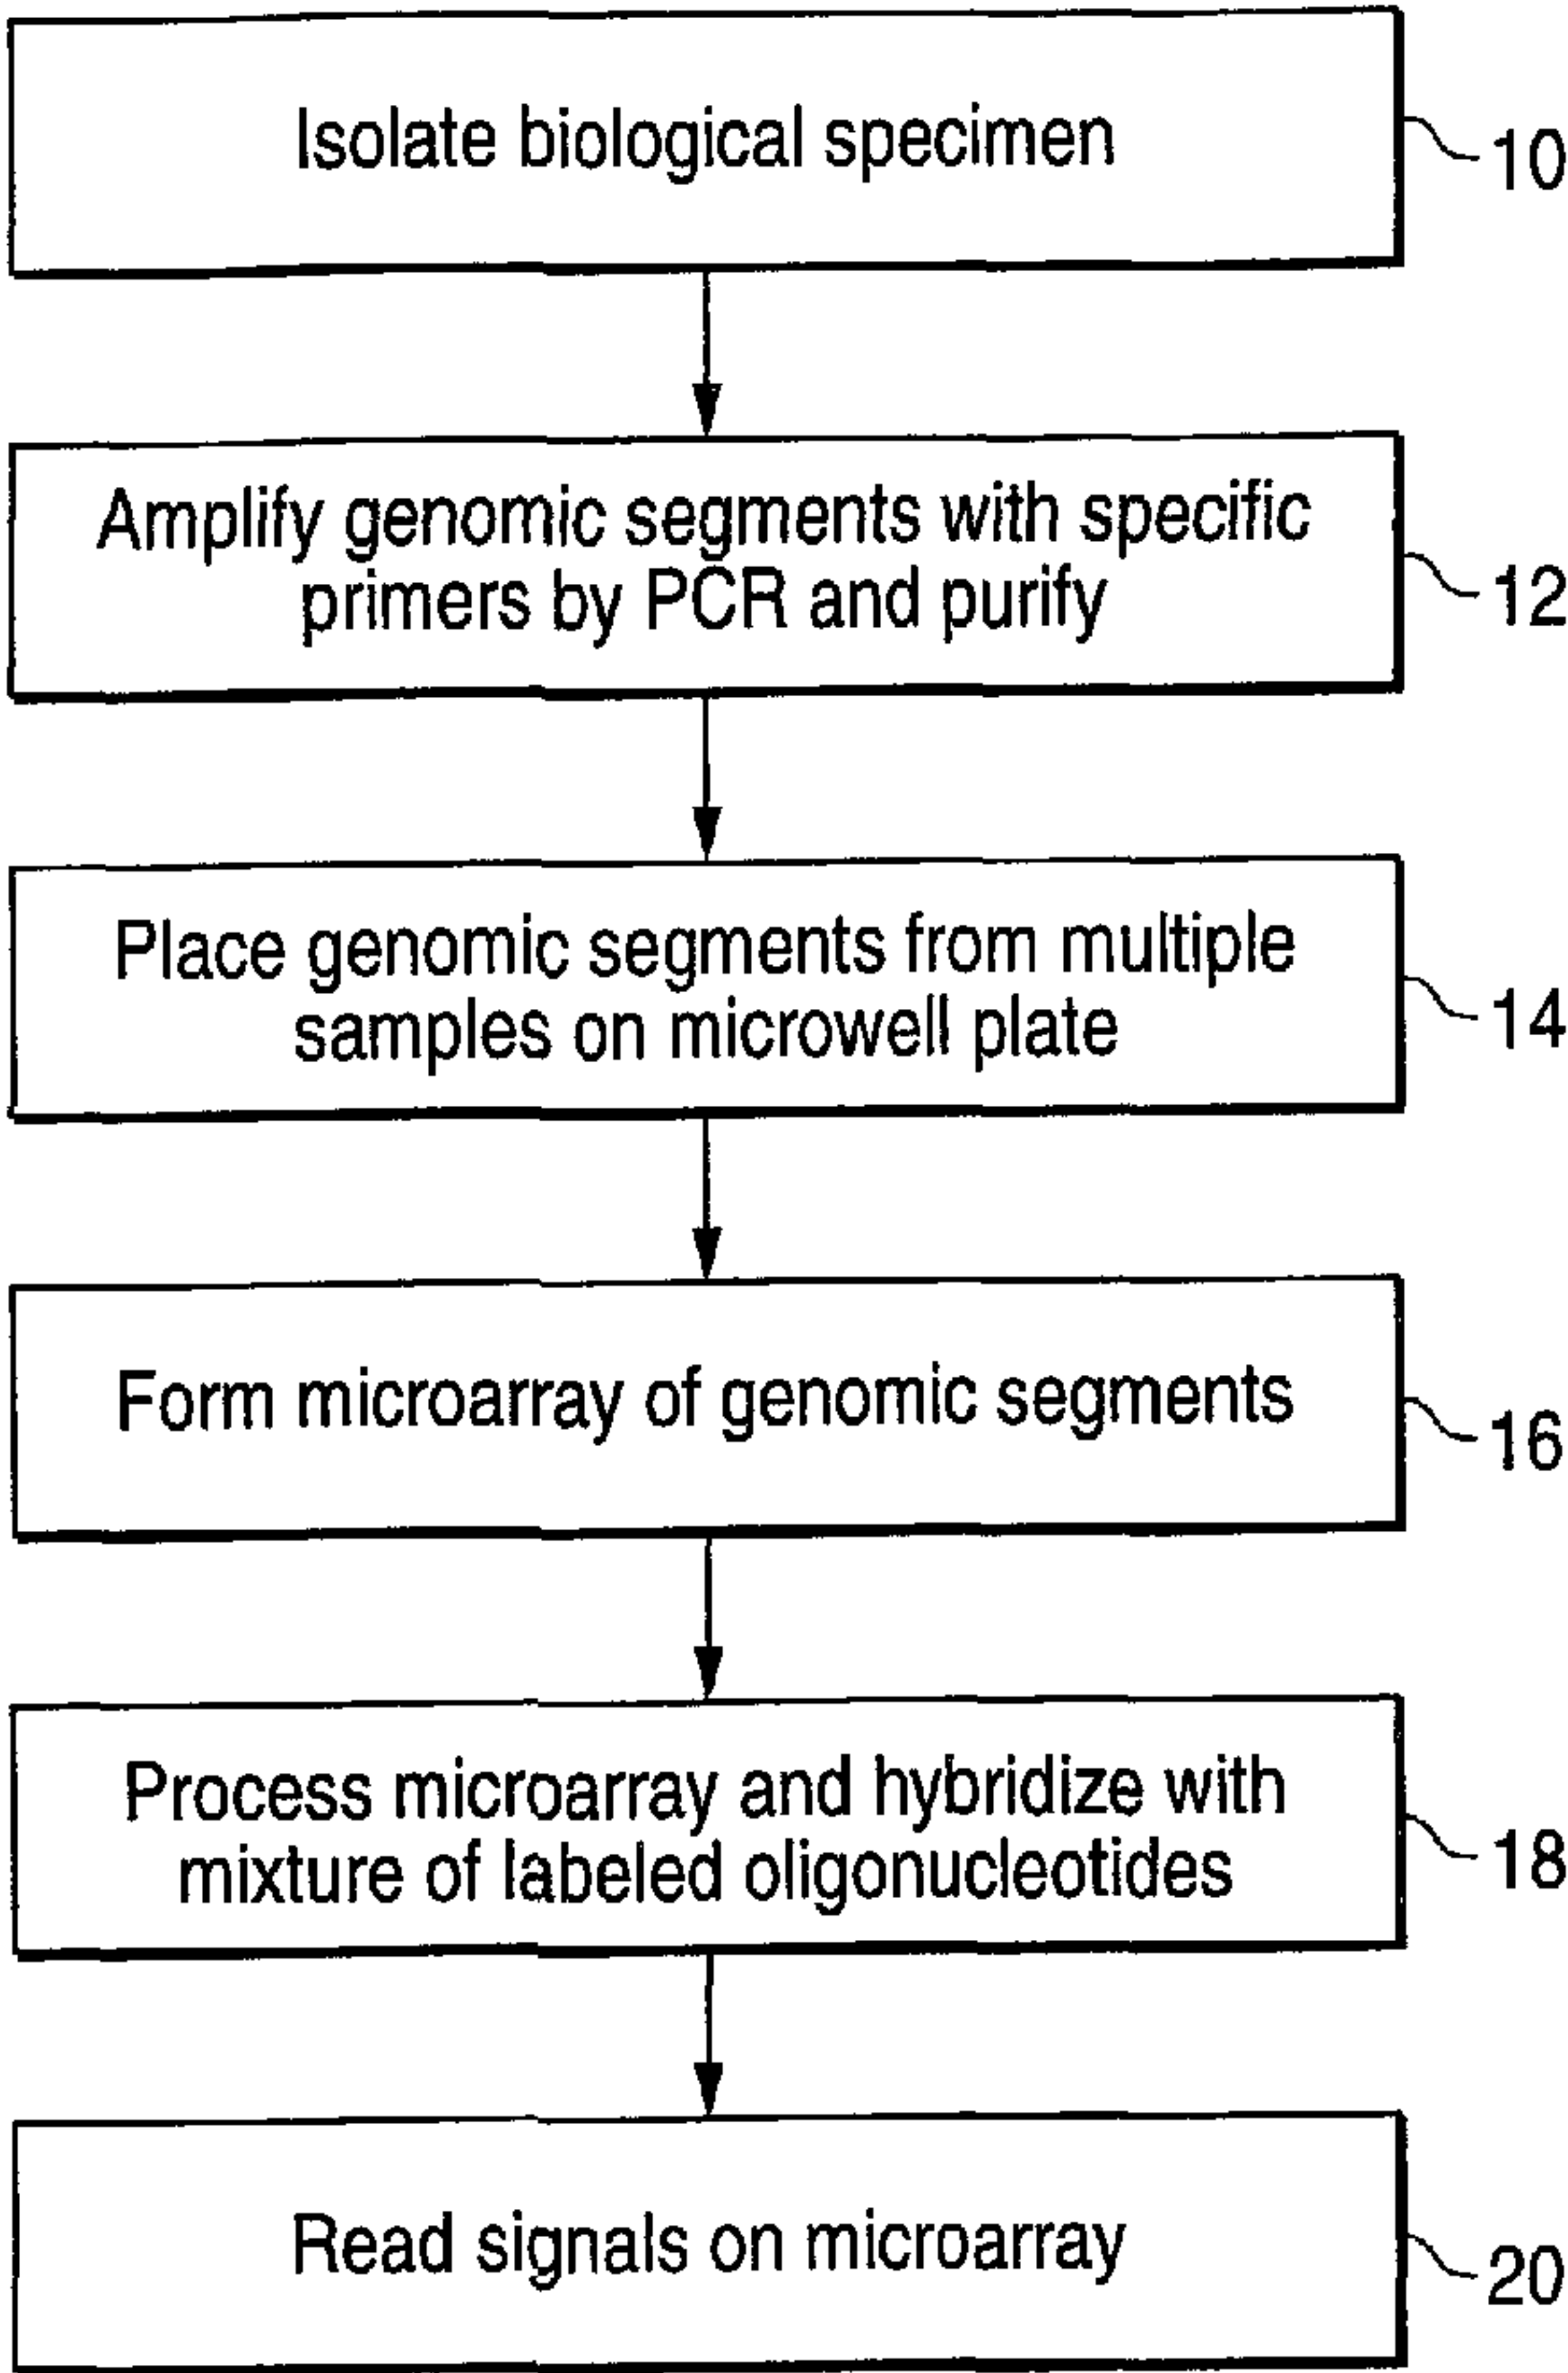 Isolate biological specimen
10
Amplify genomic segments with specific
primers by PCR and purify
12
Place genomic segments from multiple
samples on microwell plate
14
Form microarray of genomic segments
16
Process microarray and hybridize with
mixture of labeled oligonucleotides
18
Read signals on microarray
20